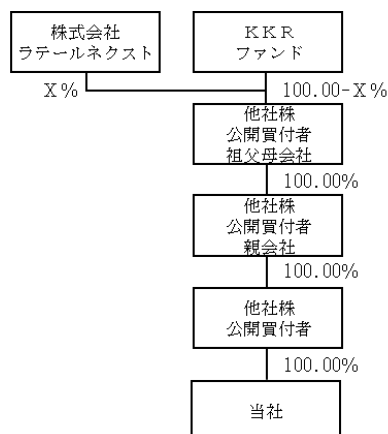 株式会社
ラテールネクスト
ＫＫＲ
ファンド
Ｘ％
100.00-Ｘ％
他社株
公開買付者
祖父母会社
100.00%
他社株
公開買付者
親会社
100.00%
他社株
公開買付者
100.00%
当社